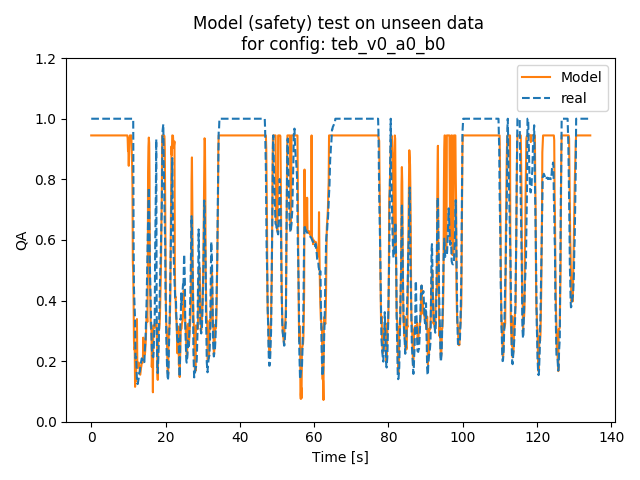 Model (safety) test on unseen data
for config: teb_v0_a0_b0
Model
real
1.2
1.0
0.8
0.6
0.4
0.2
0.0
QA
0 20 40 60 80 100 120 140
Time [s]